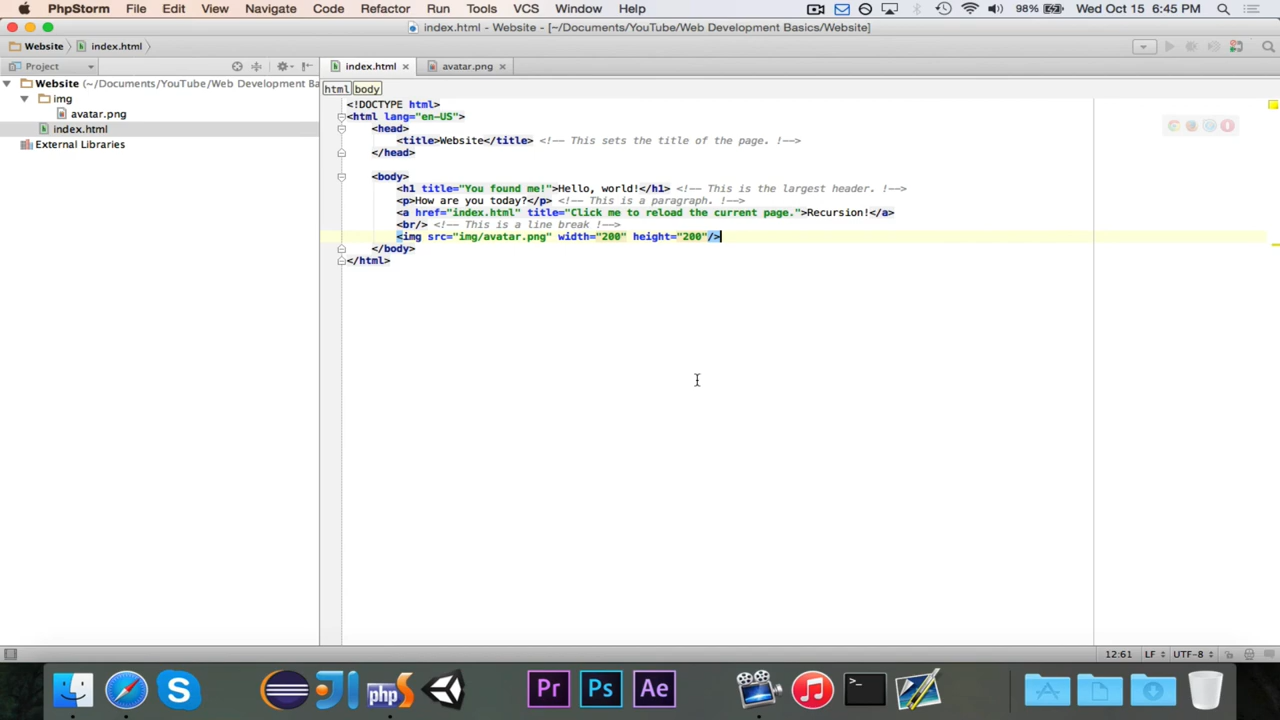 PhpStorm File Edit View Navigate Code Refactor Run Tools VCS Window Help 98% Wed Oct 15 6:45 PM
index.html - Website - [~/Documents/YouTube/Web Development Basics/Website]
Website index.html
Project index.html avatar.png
Website (~/Documents/YouTube/Web Development Ba
img
avatar.png
index.html
External Libraries
html body
<!DOCTYPE html>
<html lang="en-US">
<head>
<title>Website</title> <!-- This sets the title of the page. !-->
</head>
<body>
<h1 title="You found me!">Hello, world!</h1> <!-- This is the largest header. !-->
<p>How are you today?</p> <!-- This is a paragraph. !-->
<a href="index.html" title="Click me to reload the current page.">Recursion!</a>
<br/> <!-- This is a line break !-->
<img src="img/avatar.png" width="200" height="200"/>
</body>
</html>
12:61 LF UTF-8
S JI php Pr Ps Ae >_